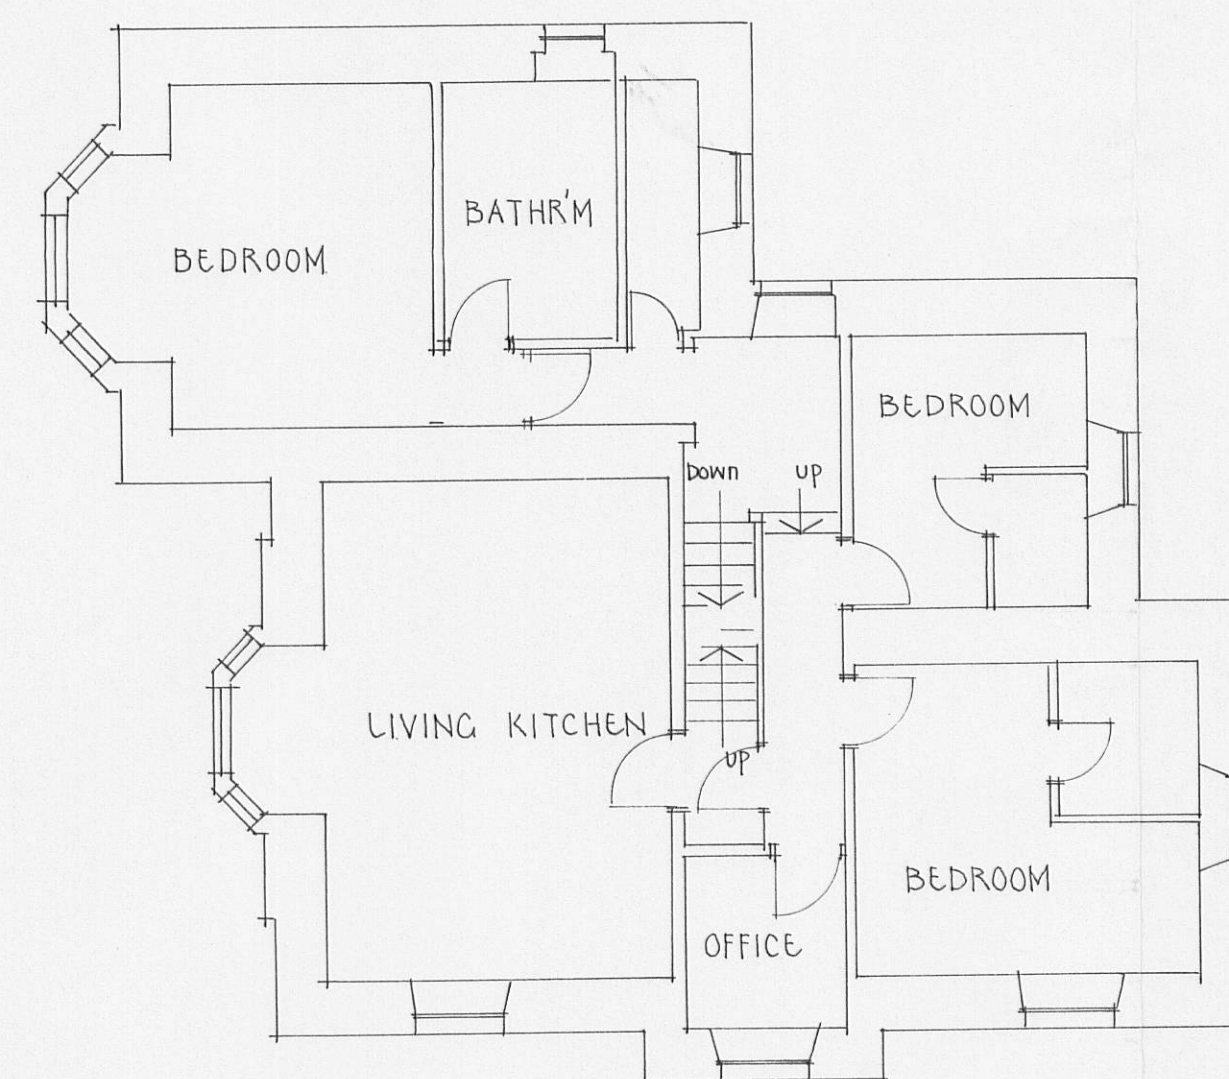 BATHR'M
BEDROOM
BEDROOM
DOWN
UP
LIVING KITCHEN
UP
BEDROOM
OFFICE